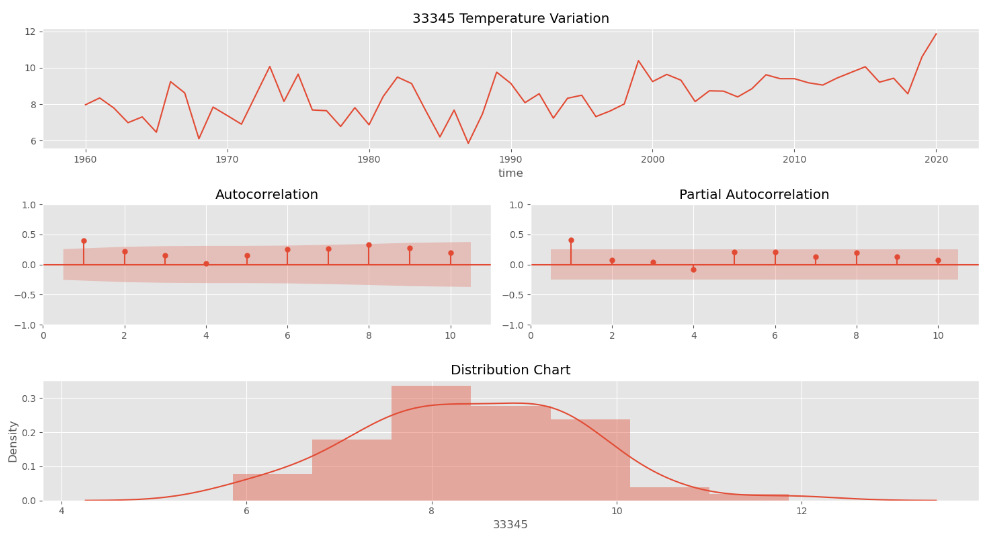 33345 Temperature Variation
12
10
8
6
1960 1970 1980 1990 2000 2010 2020
time
Autocorrelation Partial Autocorrelation
1.0 1.0
0.5 0.5
0.0 0.0
−0.5 −0.5
−1.0 −1.0
0 2 4 6 8 10 0 2 4 6 8 10
Distribution Chart
0.3
0.2
0.1
0.0
Density
4 6 8 10 12
33345